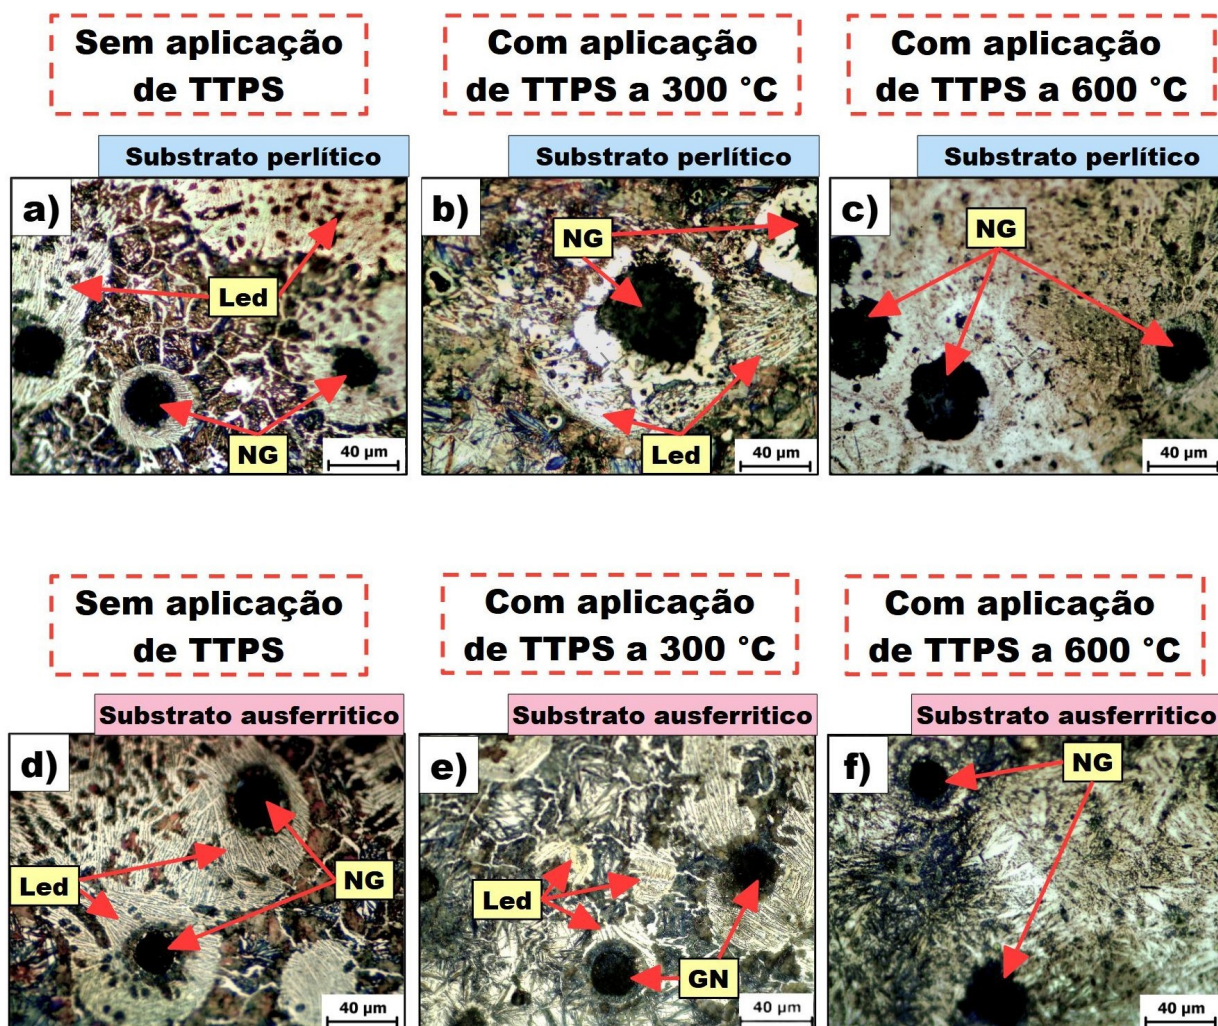 Sem aplicação
de TTPS
Com aplicação
de TTPS a 300 °C
Com aplicação
de TTPS a 600 °C
Substrato perlítico
Substrato perlítico
Substrato perlítico
a)
Led
NG
40 µm
b)
NG
Led
40 µm
c)
NG
40 µm
Sem aplicação
de TTPS
Com aplicação
de TTPS a 300 °C
Com aplicação
de TTPS a 600 °C
Substrato ausferritico
Substrato ausferritico
Substrato ausferritico
d)
Led
NG
40 µm
e)
Led
GN
40 µm
f)
NG
40 µm